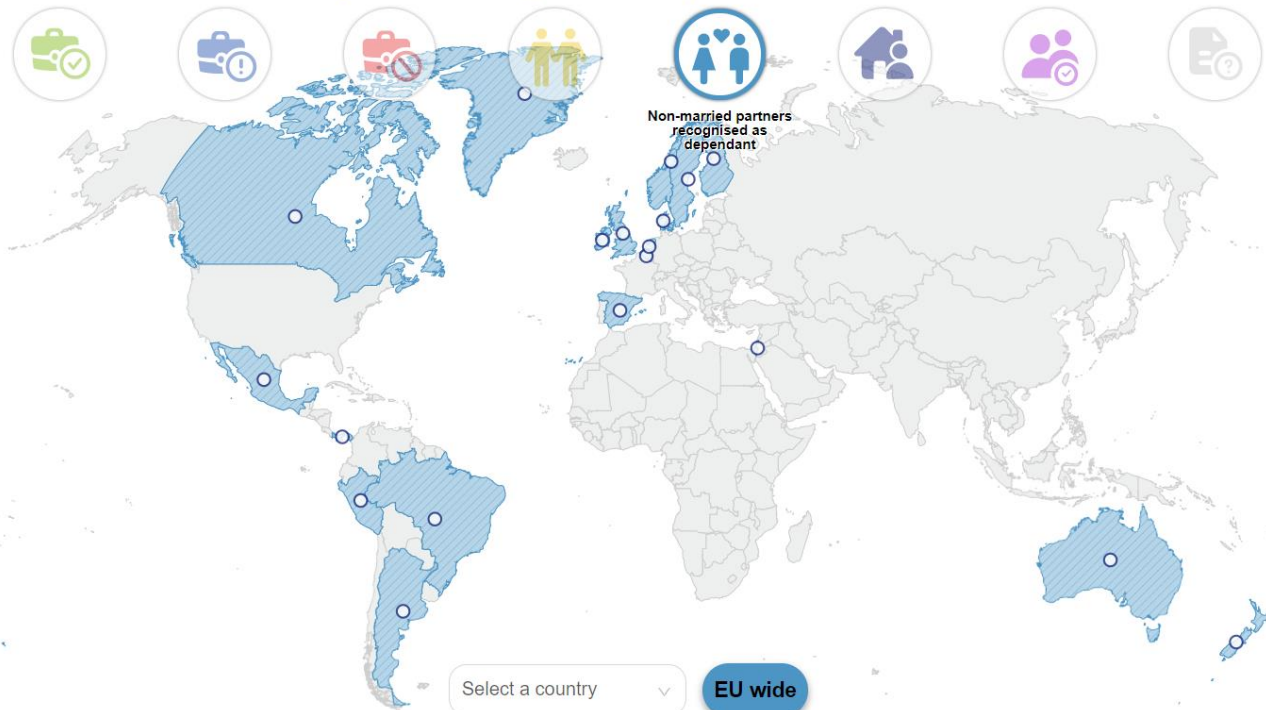 Non-married partners
recognised as
dependant
Select a country
EU wide